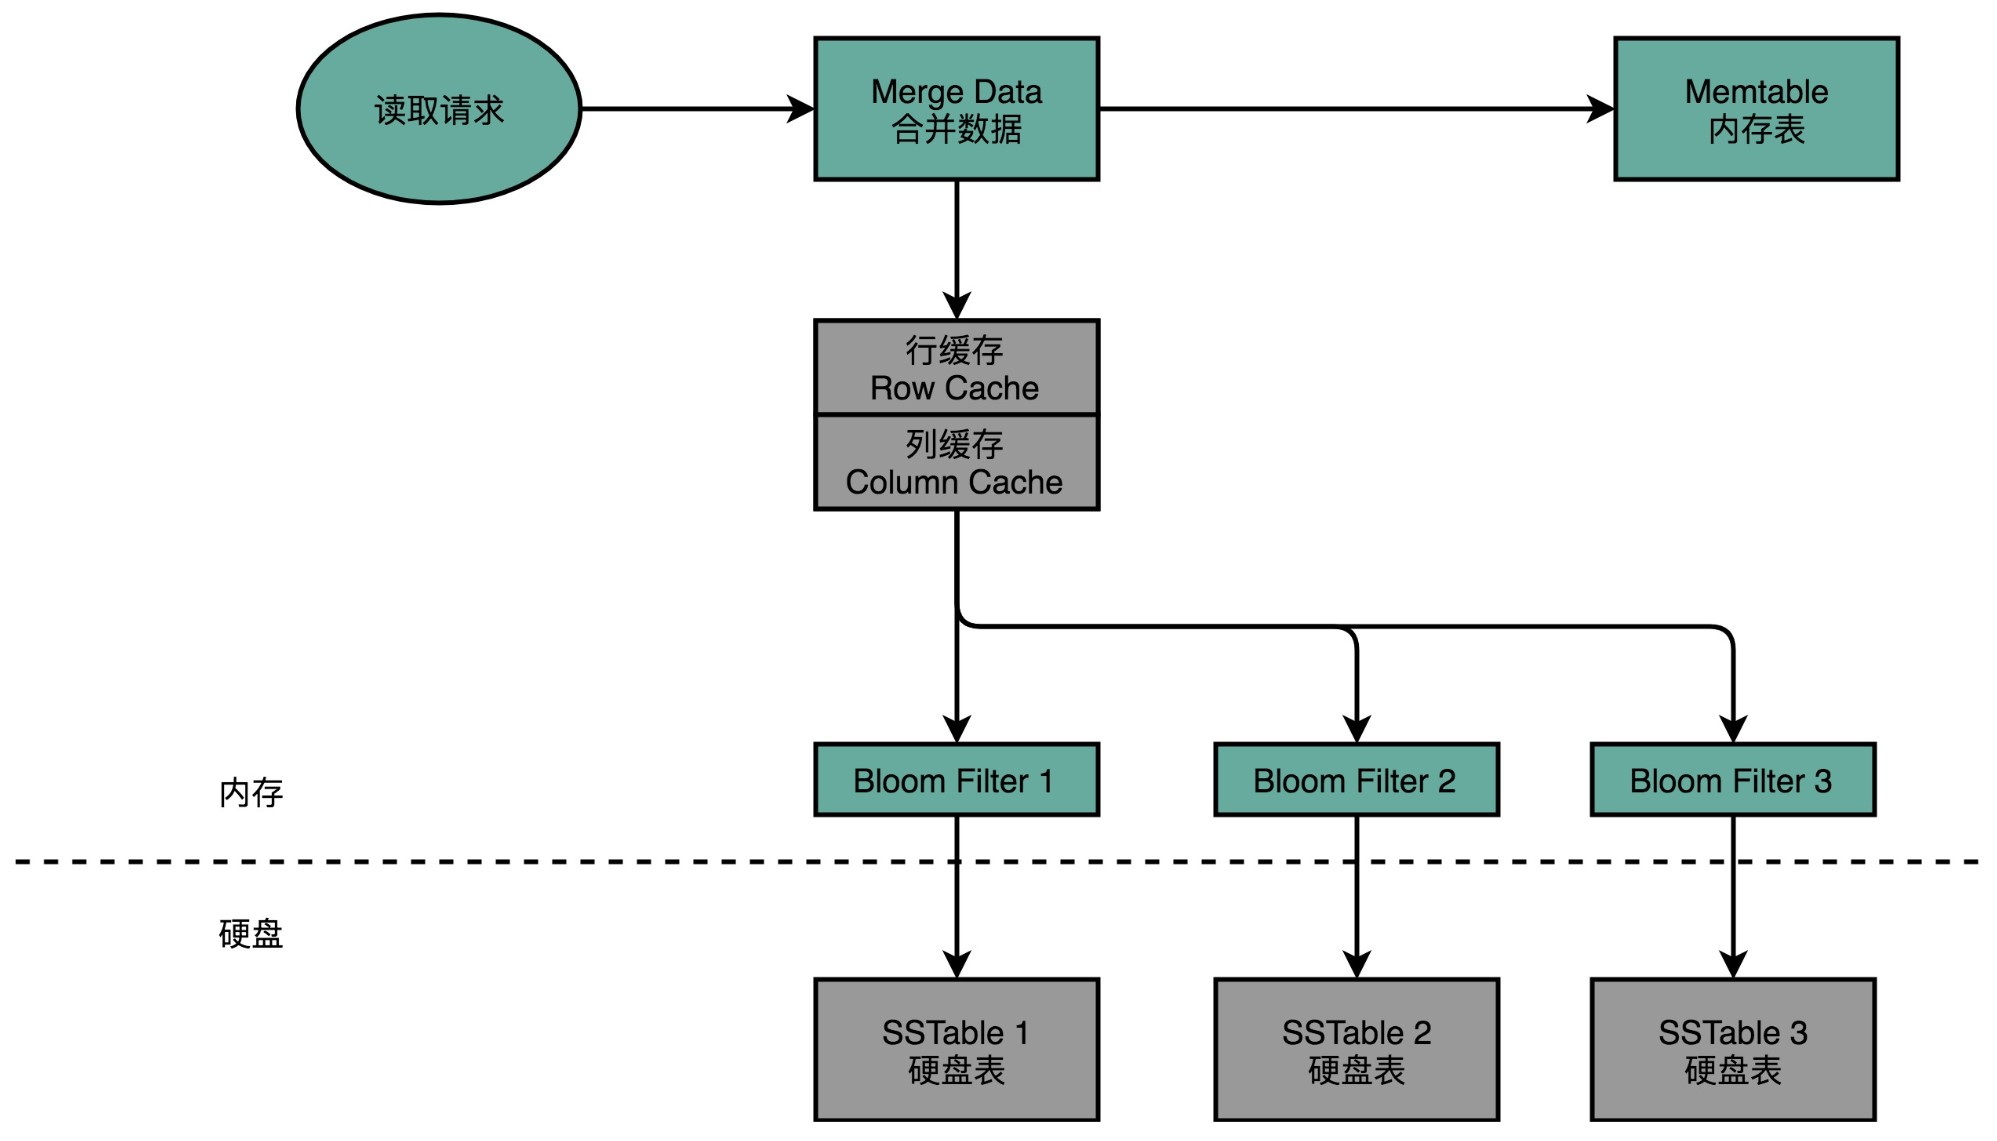 读取请求
Merge Data
合并数据
Memtable
内存表
行缓存
Row Cache
列缓存
Column Cache
Bloom Filter 1
Bloom Filter 2
Bloom Filter 3
内存
硬盘
SSTable 1
硬盘表
SSTable 2
硬盘表
SSTable 3
硬盘表